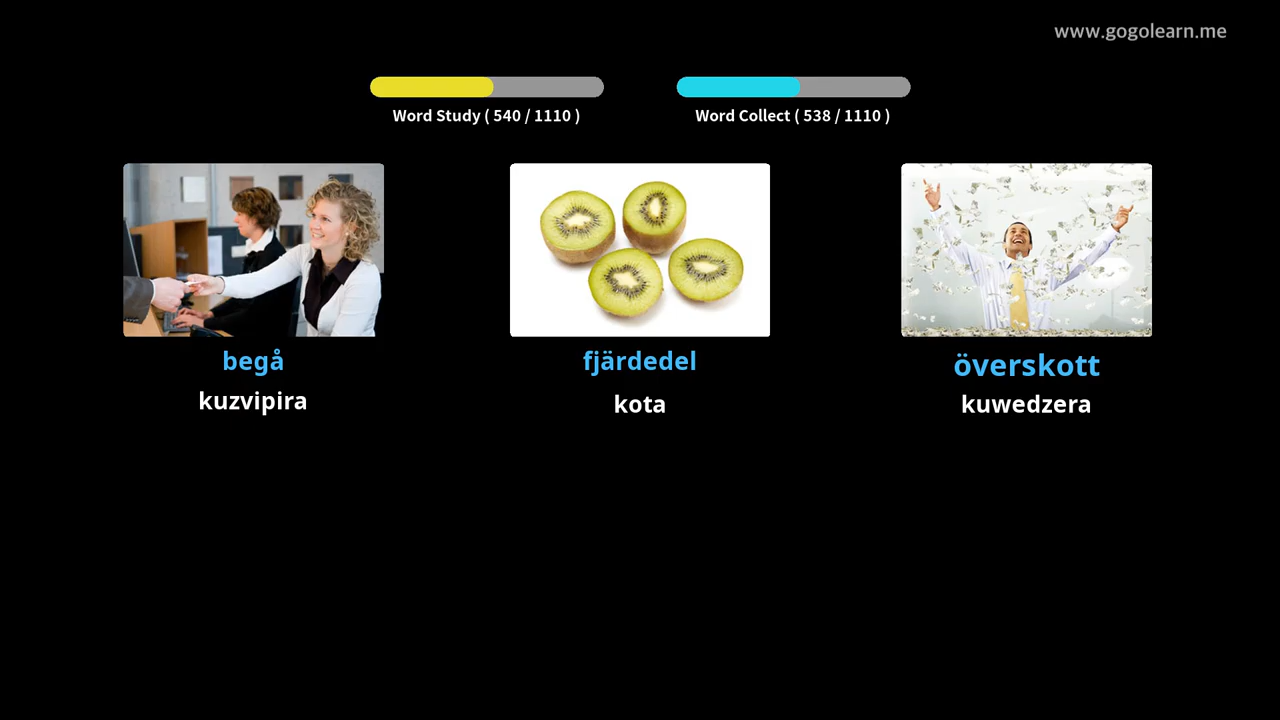 www.gogolearn.me
Word Study ( 540 / 1110 )
Word Collect ( 538 / 1110 )
begå
fjärdedel
överskott
kuzvipira
kota
kuwedzera